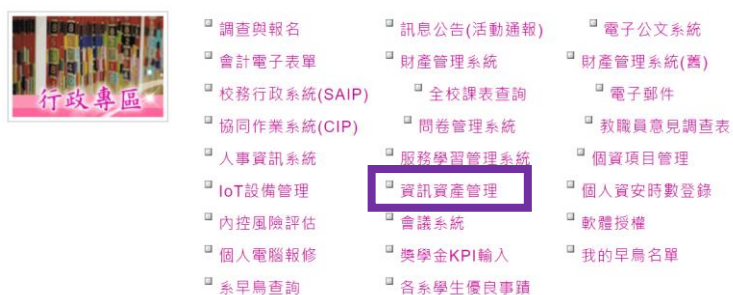 行政專區
調查與報名 訊息公告(活動通報) 電子公文系統
會計電子表單 財產管理系統 財產管理系統(舊)
校務行政系統(SAIP) 全校課表查詢 電子郵件
協同作業系統(CIP) 問卷管理系統 教職員意見調查表
人事資訊系統 服務學習管理系統 個資項目管理
IoT設備管理 資訊資產管理 個人資安時數登錄
內控風險評估 會議系統 軟體授權
個人電腦報修 獎學金KPI輸入 我的早鳥名單
系早鳥查詢 各系學生優良事蹟